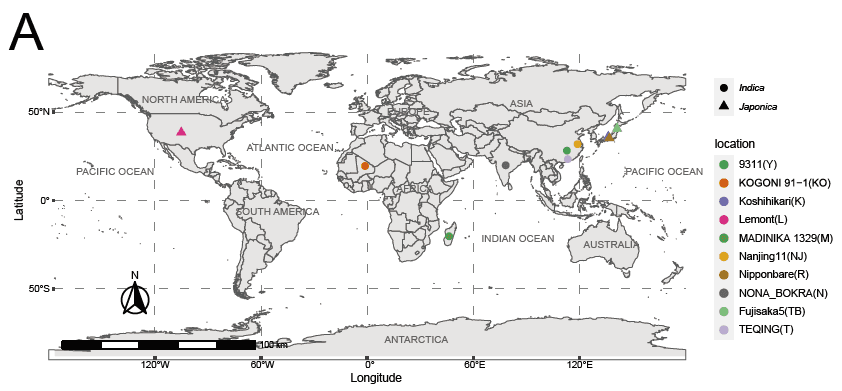 A
NORTH AMERICA
EUROPE
ASIA
ATLANTIC OCEAN
PACIFIC OCEAN
PACIFIC OCEAN
AFRICA
SOUTH AMERICA
INDIAN OCEAN
AUSTRALIA
ANTARCTICA
N
100 km
50°N
0°
50°S
Latitude
120°W
60°W
0°
60°E
120°E
Longitude
Indica
Japonica
location
9311(Y)
KOGONI 91−1(KO)
Koshihikari(K)
Lemont(L)
MADINIKA 1329(M)
Nanjing11(NJ)
Nipponbare(R)
NONA_BOKRA(N)
Fujisaka5(TB)
TEQING(T)